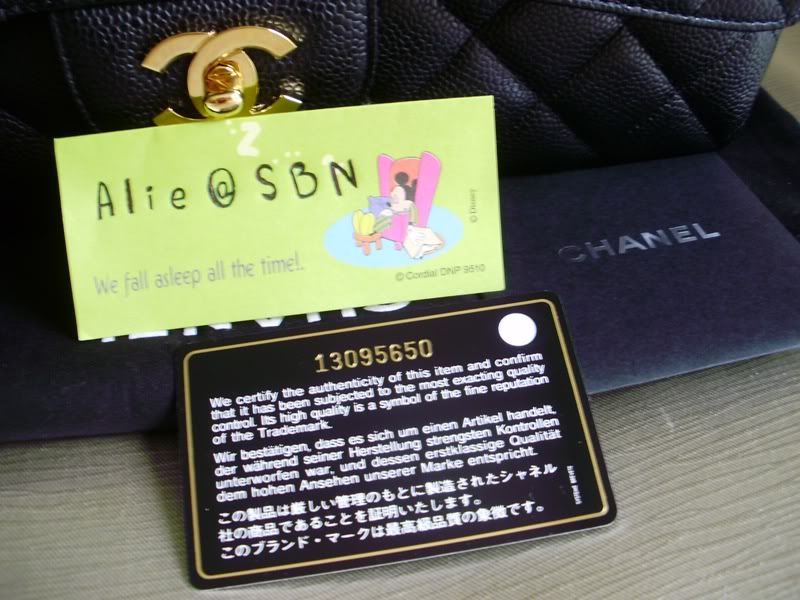 Z
Alie @ SBN
We fall asleep all the time!.
© Disney
© Cordial DNP 9510
CHANEL
CHANEL
13095650
We certify the authenticity of this item and confirm
that it has been subjected to the most exacting quality
control. Its high quality is a symbol of the fine reputation
of the Trademark.
Wir bestätigen, dass es sich um einen Artikel handelt,
der während seiner Herstellung strengsten Kontrollen
unterworfen war, und dessen erstklassige Qualität
dem hohen Ansehen unserer Marke entspricht.
この製品は厳しい管理のもとに製造されたシャネル
社の商品であることを証明いたします。
このブランド・マークは最高級品質の象徴です。